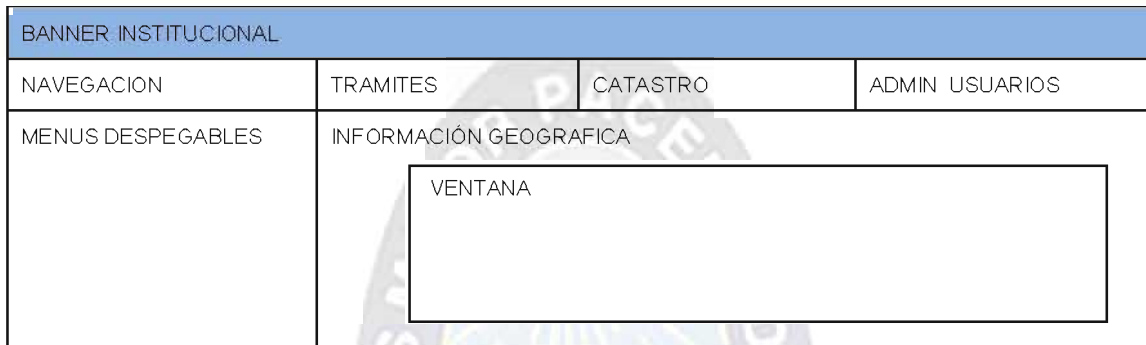 BANNER INSTITUCIONAL
NAVEGACION TRAMITES CATASTRO ADMIN USUARIOS
MENUS DESPEGABLES INFORMACIÓN GEOGRAFICA
VENTANA